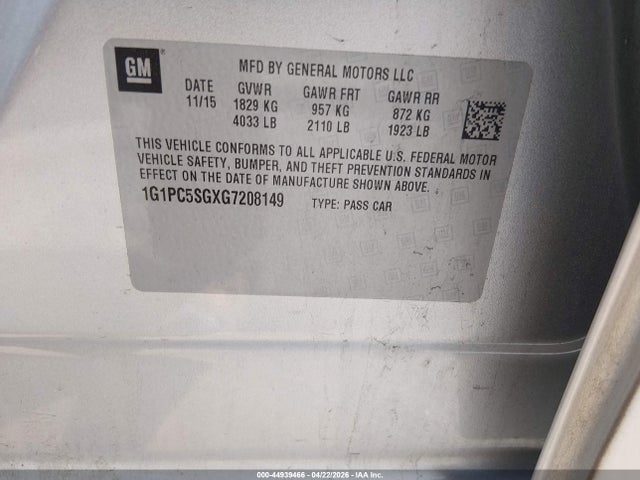 GM
®
MFD BY GENERAL MOTORS LLC
DATE GVWR GAWR FRT GAWR RR
11/15 1829 KG 957 KG 872 KG
4033 LB 2110 LB 1923 LB
THIS VEHICLE CONFORMS TO ALL APPLICABLE U.S. FEDERAL MOTOR
VEHICLE SAFETY, BUMPER, AND THEFT PREVENTION STANDARDS IN
EFFECT ON THE DATE OF MANUFACTURE SHOWN ABOVE.
1G1PC5SGXG7208149 TYPE: PASS CAR
000-44939466 - 04/22/2026 - IAAI.COM